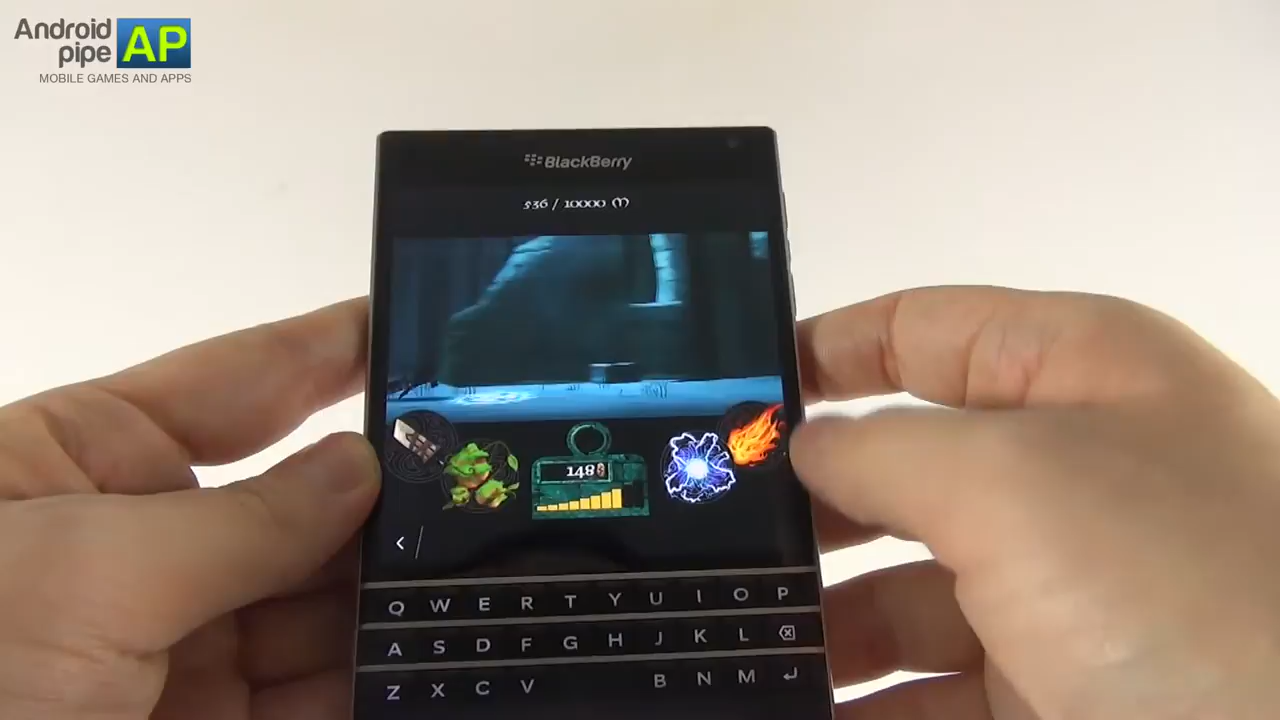 Android
pipe AP
MOBILE GAMES AND APPS
BlackBerry
536 / 10000 (M)
148
Q W E R T Y U I O P
A S D F G H J K L
Z X C V B N M